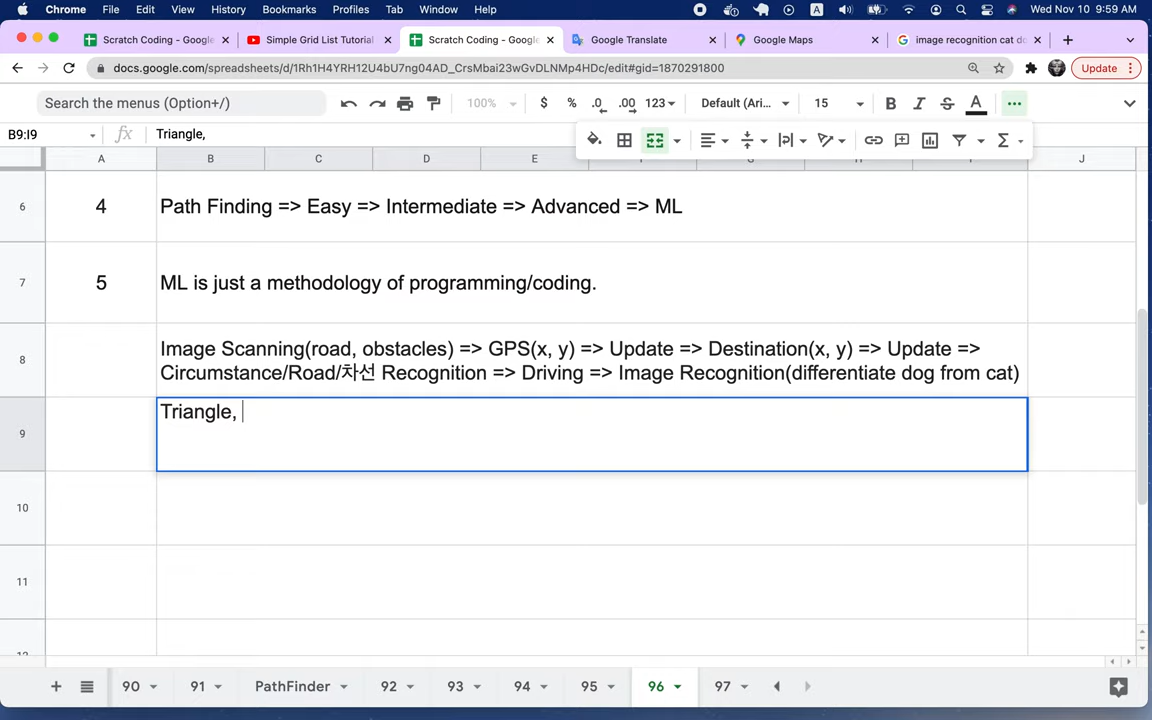 Chrome File Edit View History Bookmarks Profiles Tab Window Help A Wed Nov 10 9:59 AM
Scratch Coding - Google Simple Grid List Tutorial Scratch Coding - Google Google Translate Google Maps image recognition cat do
docs.google.com/spreadsheets/d/1Rh1H4YRH12U4bU7ng04AD_CrsMbai23wGvDLNMp4HDc/edit#gid=1870291800 Update
Search the menus (Option+/) 100% $ % .0 .00 123 Default (Ari... 15 B I S A
B9:I9 fx Triangle,
A B C D E J
6 4 Path Finding => Easy => Intermediate => Advanced => ML
7 5 ML is just a methodology of programming/coding.
8 Image Scanning(road, obstacles) => GPS(x, y) => Update => Destination(x, y) => Update =>
Circumstance/Road/차선 Recognition => Driving => Image Recognition(differentiate dog from cat)
9 Triangle,
10
11
90 91 PathFinder 92 93 94 95 96 97